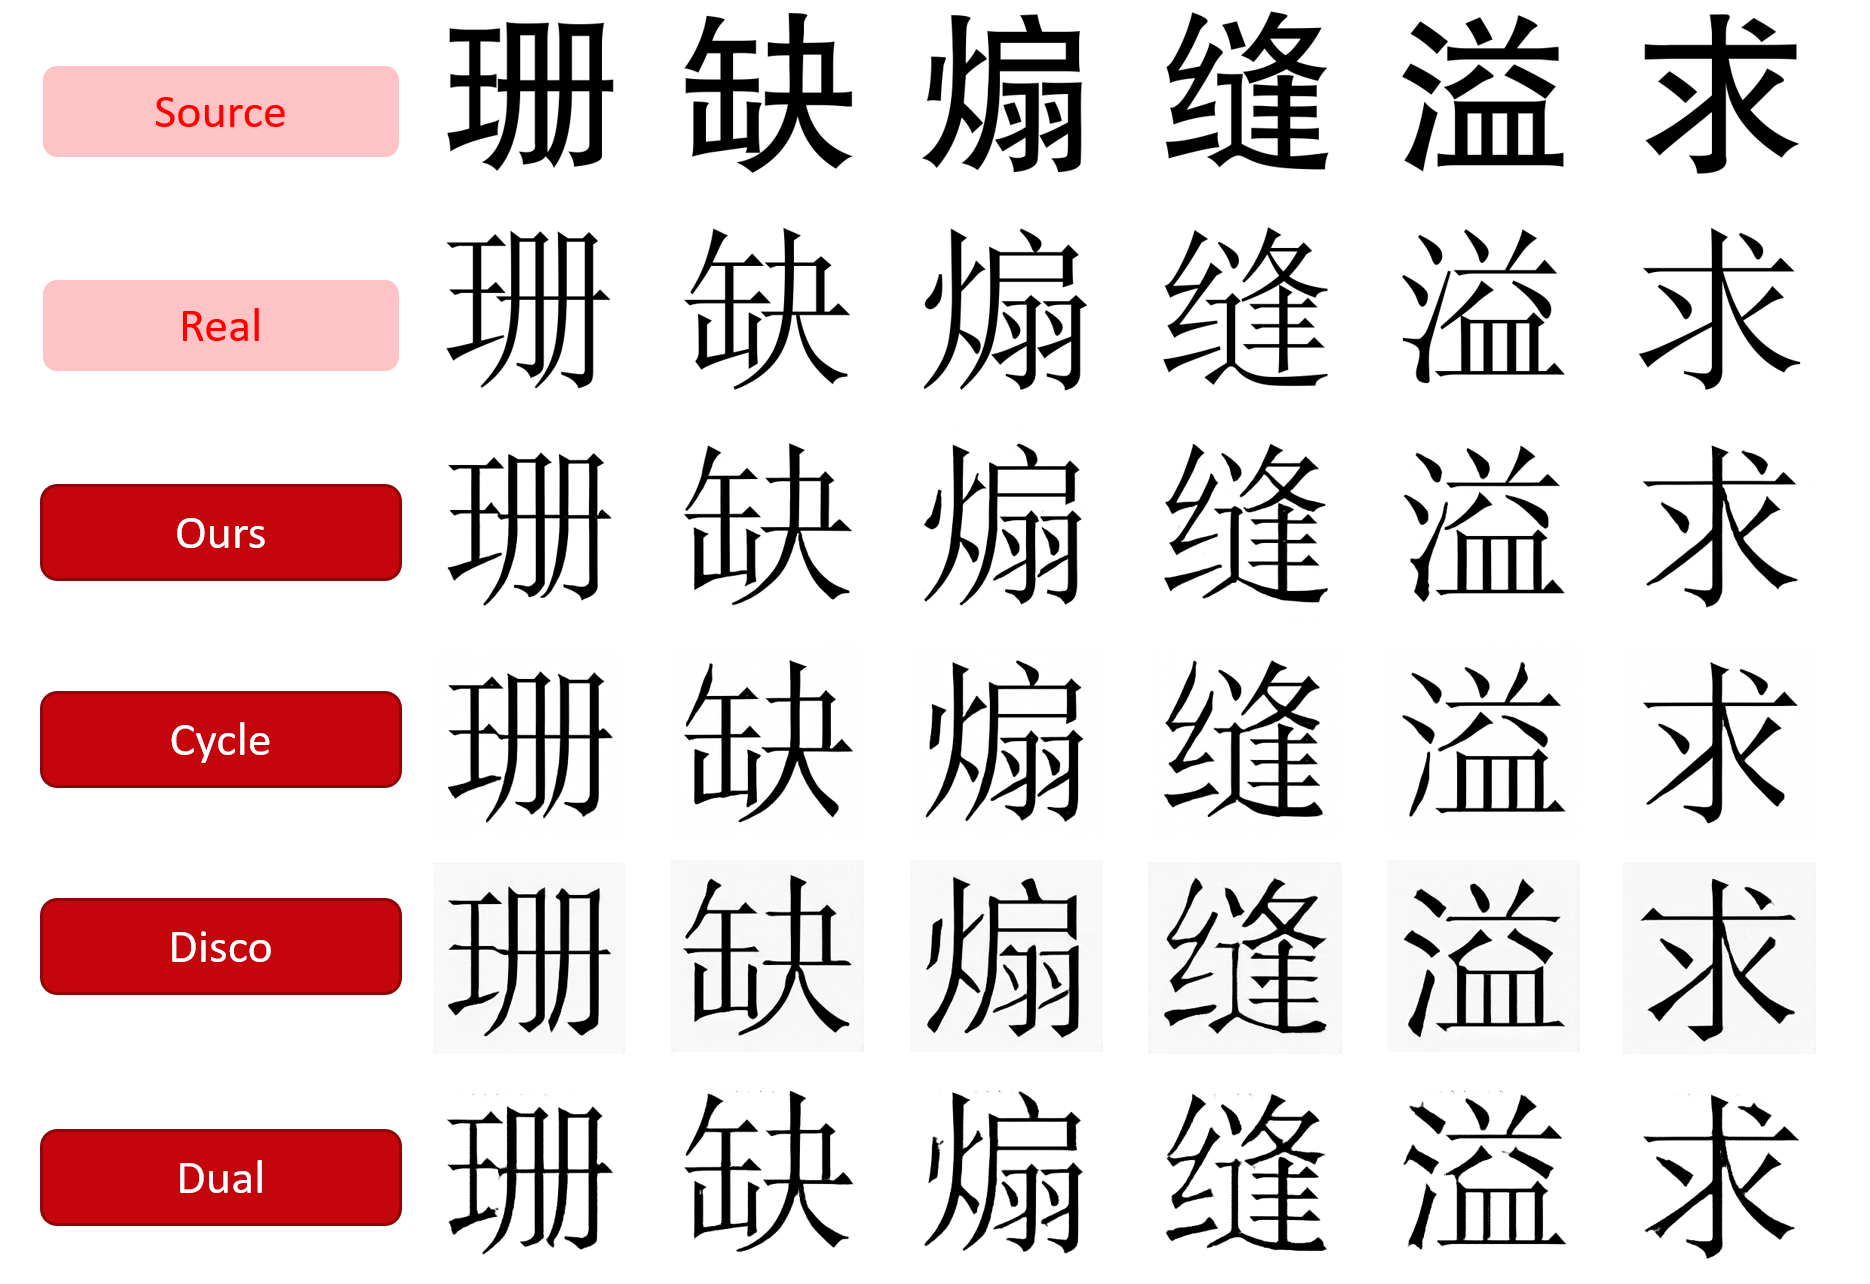 Source 珊 缺 煽 缝 溢 求
Real 珊 缺 煽 缝 溢 求
Ours 珊 缺 煽 缝 溢 求
Cycle 珊 缺 煽 缝 溢 求
Disco 珊 缺 煽 缝 溢 求
Dual 珊 缺 煽 缝 溢 求